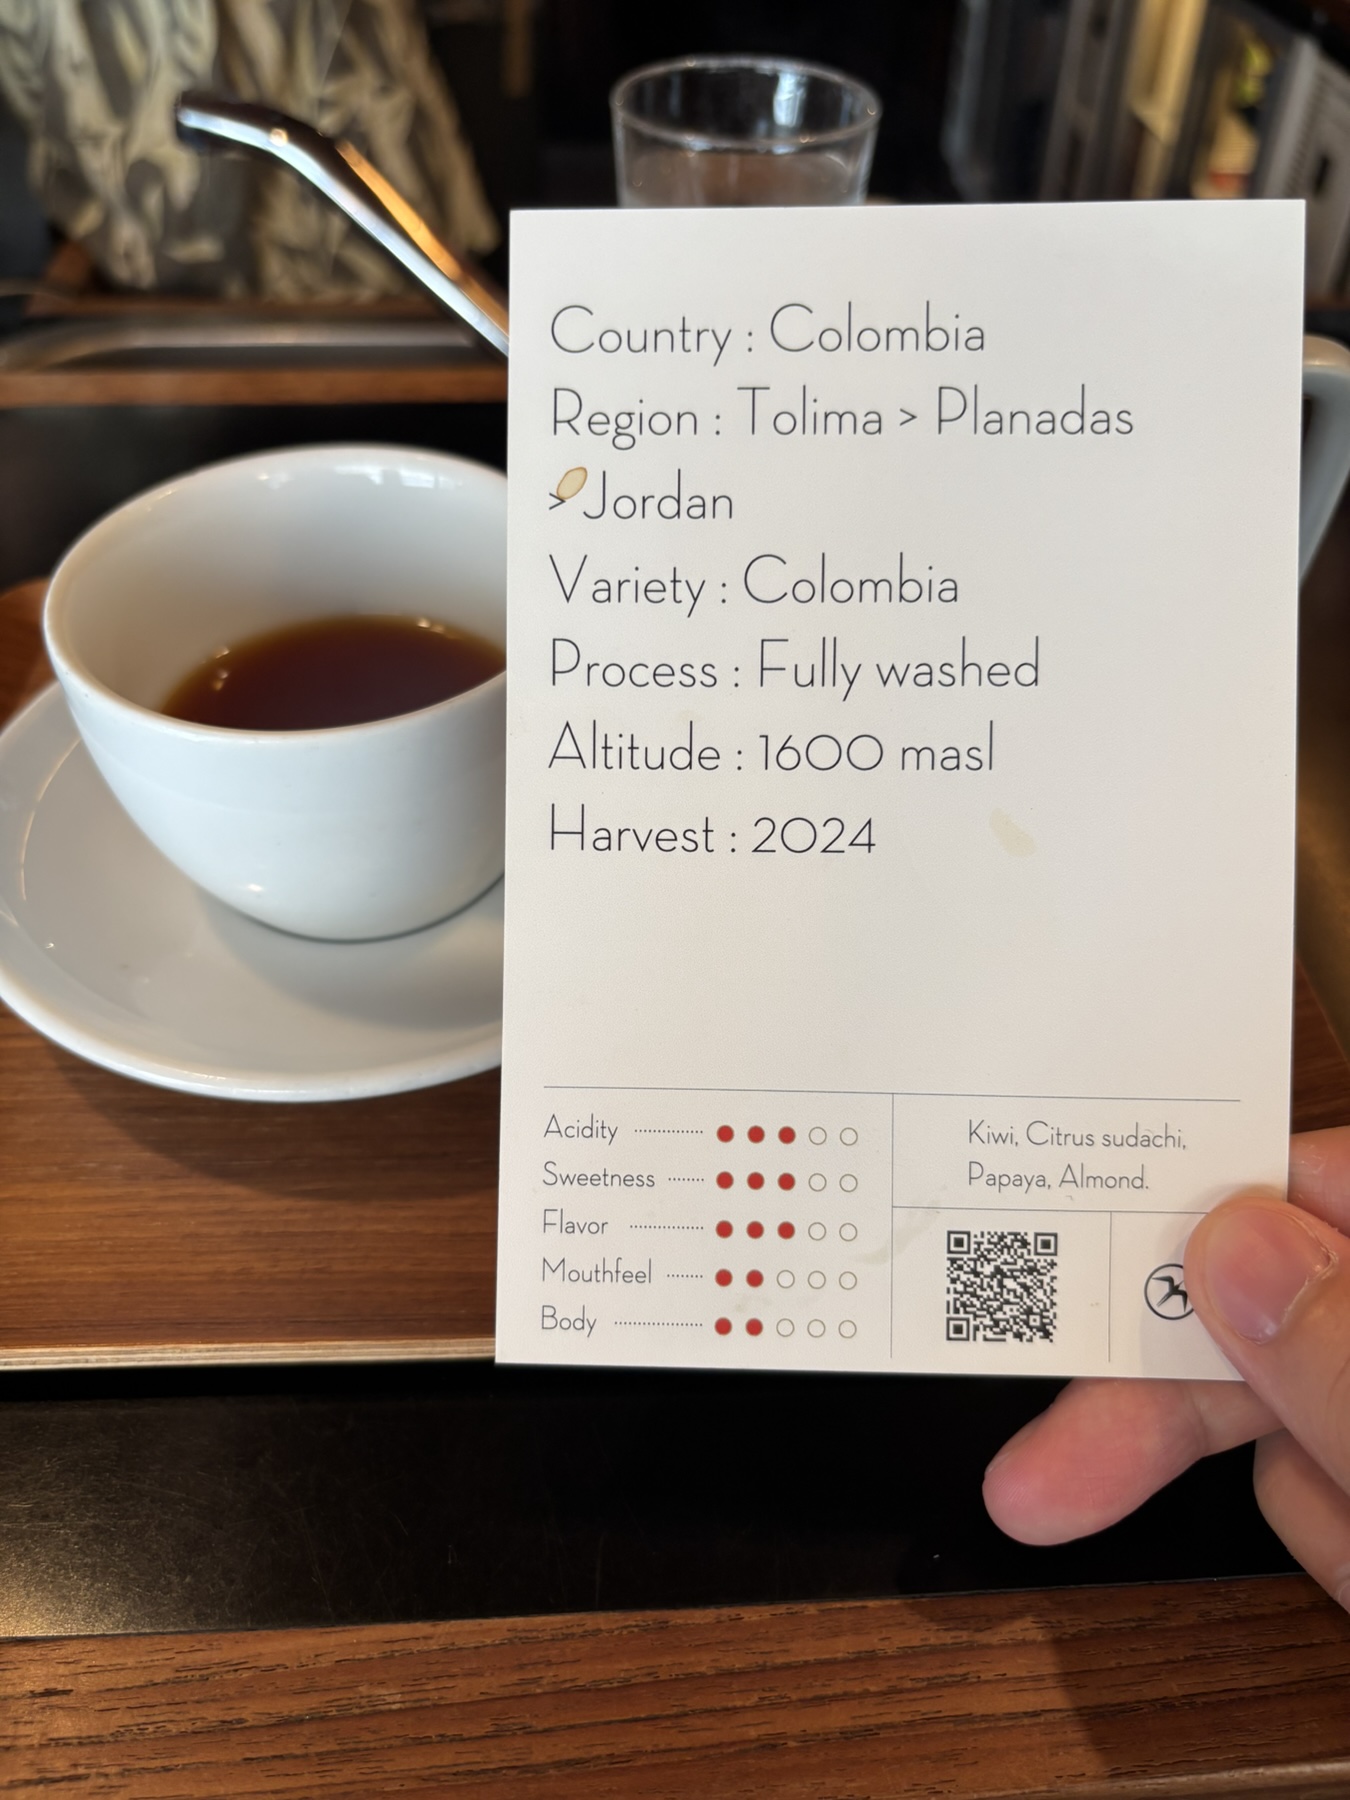 Country : Colombia
Region : Tolima > Planadas
> Jordan
Variety : Colombia
Process : Fully washed
Altitude : 1600 masl
Harvest : 2024
Acidity
Sweetness
Flavor
Mouthfeel
Body
Kiwi, Citrus sudachi,
Papaya, Almond.